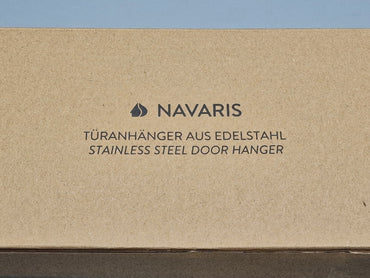 NAVARIS
TÜRANHÄNGER AUS EDELSTAHL
STAINLESS STEEL DOOR HANGER